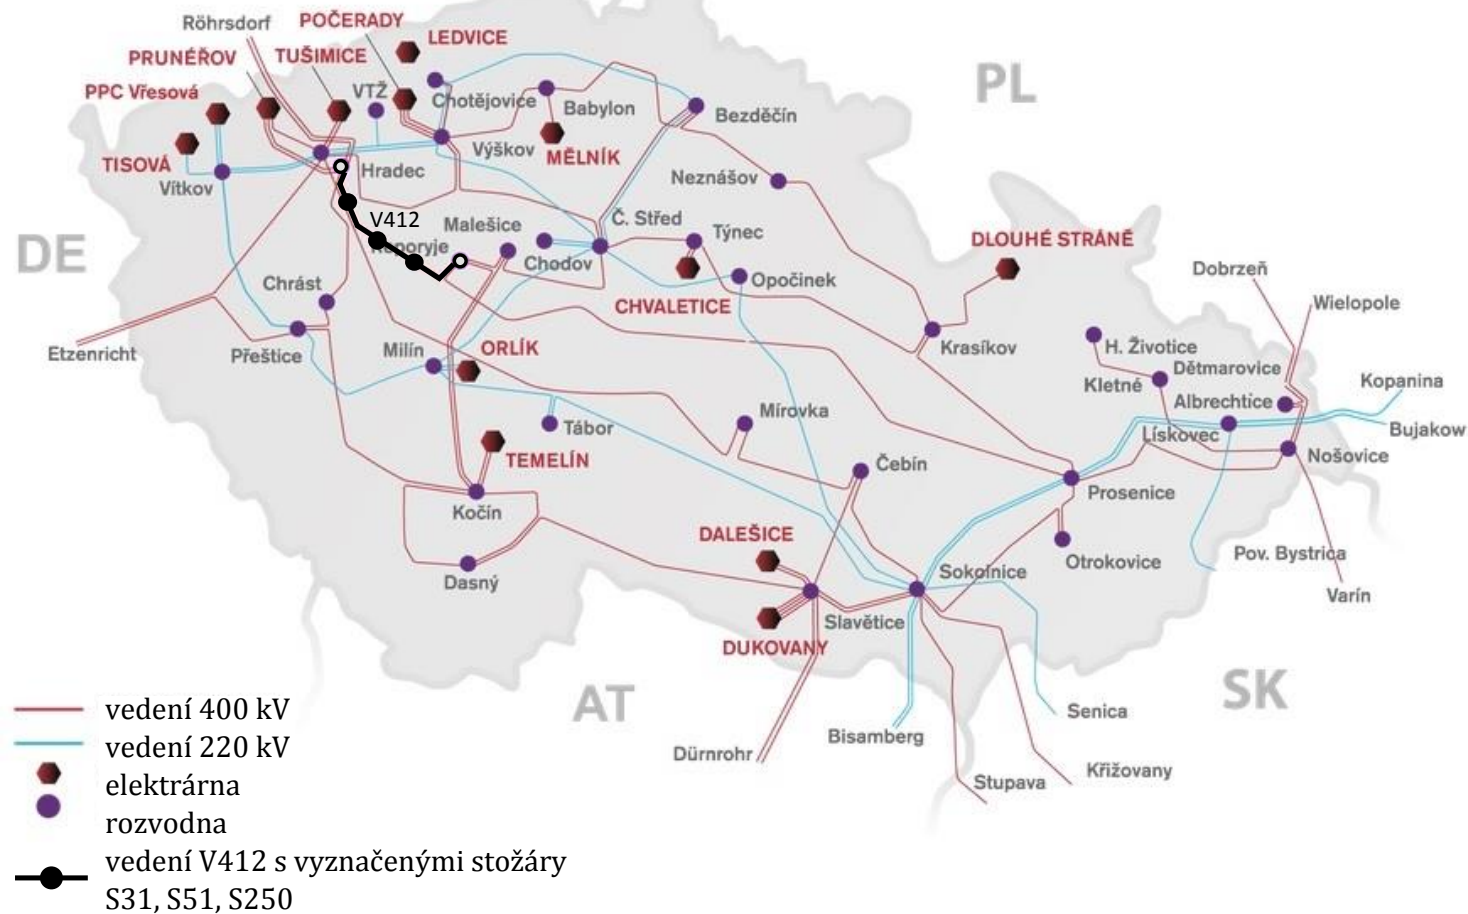 Röhrsdorf
POČERADY
LEDVICE
PRUNÉŘOV
TUŠIMICE
PPC Vřesová
VTŽ
Chotějovice
Babylon
Bezděčín
PL
TISOVÁ
Vítkov
Hradec
Výškov
MĚLNÍK
Neznášov
V412
Malešice
Č. Střed
Týnec
DLOUHÉ STRÁNĚ
DE
Chodov
Opočinek
Dobrzeń
Chrást
CHVALETICE
Wielopole
Etzenricht
Přeštice
Milín
ORLÍK
Krasíkov
H. Životice
Dětmarovice
Kletné
Albrechtice
Kopanina
Mírovka
Tábor
Lískovec
Bujakow
TEMELÍN
Čebín
Nošovice
Prosenice
Kočín
DALEŠICE
Otrokovice
Pov. Bystrica
Dasný
Sokolnice
Varín
Slavětice
DUKOVANY
AT
SK
Senica
Dürnrohr
Bisamberg
Stupava
Křižovany
vedení 400 kV
vedení 220 kV
elektrárna
rozvodna
vedení V412 s vyznačenými stožáry
S31, S51, S250